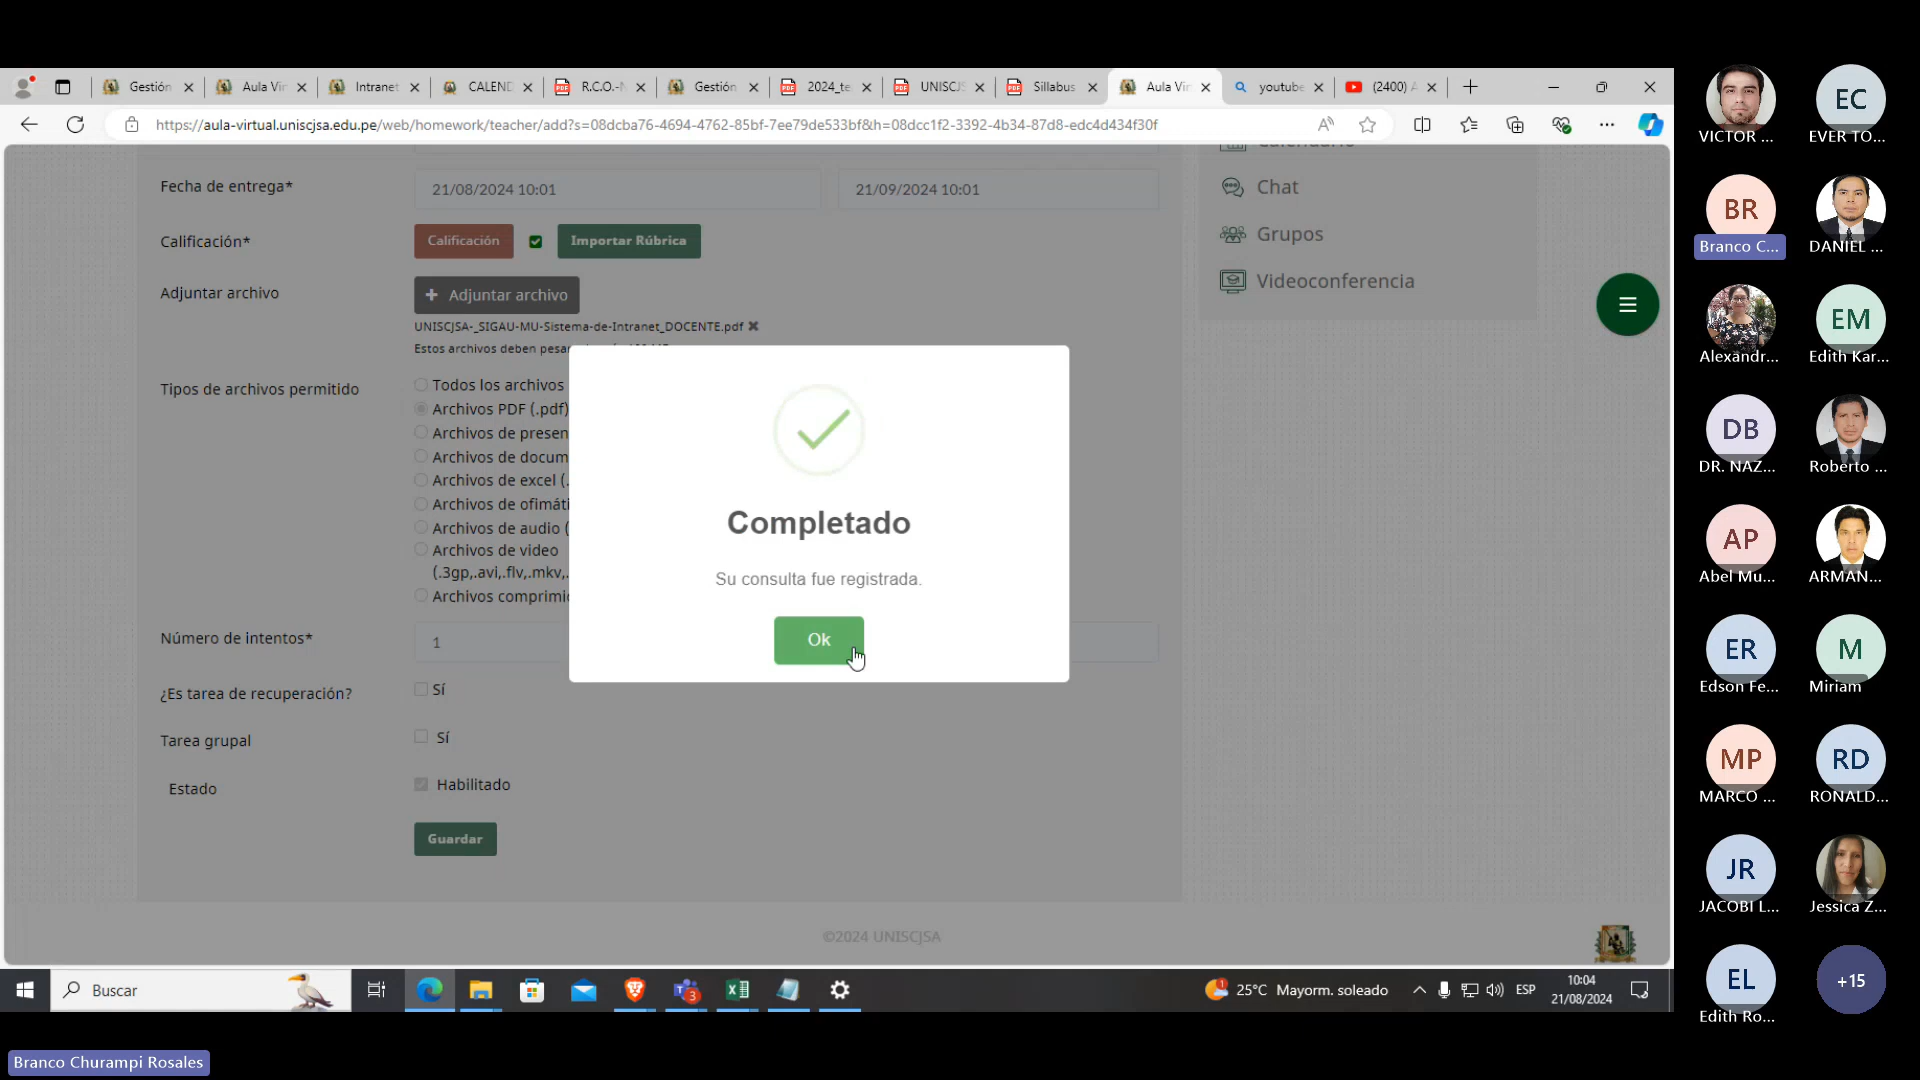 Gestión
Aula Vir
Intranet
CALEND
R.C.O.-
Gestión
2024_te
UNISCJS
Sillabus
Aula Vir
youtube
(2400)
https://aula-virtual.uniscjsa.edu.pe/web/homework/teacher/add?s=08dcba76-4694-4762-85bf-7ee79de533bf&h=08dcc1f2-3392-4b34-87d8-edc4d434f30f
Calendario
Chat
Grupos
Videoconferencia
Fecha de entrega*
21/08/2024 10:01
21/09/2024 10:01
Calificación*
Calificación
Importar Rúbrica
Adjuntar archivo
+ Adjuntar archivo
UNISCJSA-_SIGAU-MU-Sistema-de-Intranet_DOCENTE.pdf ✖
Estos archivos deben pesar
Tipos de archivos permitido
Todos los archivos
Archivos PDF (.pdf)
Archivos de presen
Archivos de docum
Archivos de excel (.
Archivos de ofimáti
Archivos de audio (
Archivos de video
(.3gp,.avi,.flv,.mkv,.
Archivos comprimi
Completado
Su consulta fue registrada.
Ok
Número de intentos*
1
¿Es tarea de recuperación?
Sí
Tarea grupal
Sí
Estado
Habilitado
Guardar
©2024 UNISCJSA
Buscar
3
1
25°C Mayorm. soleado
ESP
10:04
21/08/2024
VICTOR ...
EC
EVER TO...
BR
Branco C...
DANIEL ...
Alexandr...
EM
Edith Kar...
DB
DR. NAZ...
Roberto ...
AP
Abel Mu...
ARMAN...
ER
Edson Fe...
M
Miriam
MP
MARCO ...
RD
RONALD...
JR
JACOBI L...
Jessica Z...
EL
Edith Ro...
+15
Branco Churampi Rosales